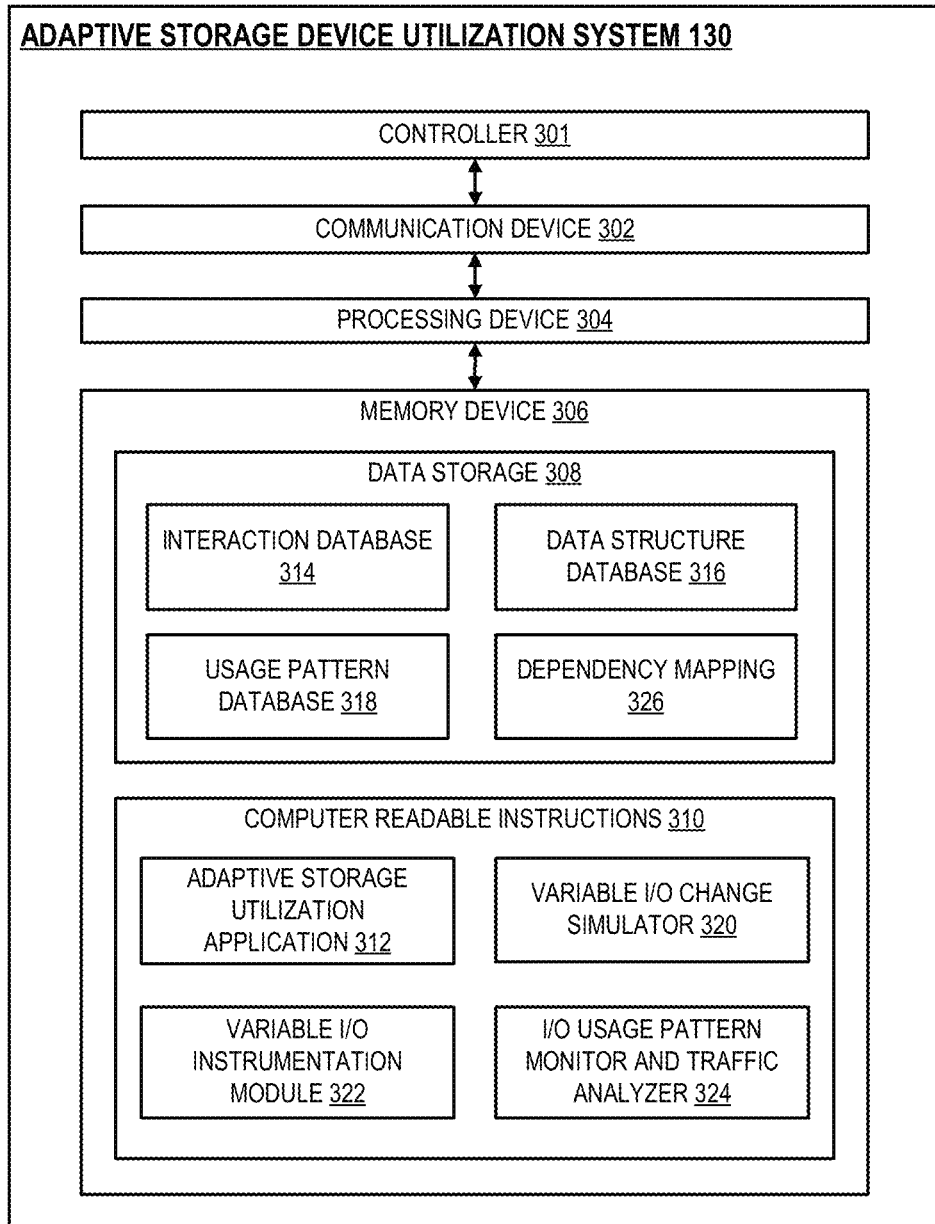 ADAPTIVE STORAGE DEVICE UTILIZATION SYSTEM 130
CONTROLLER 301
COMMUNICATION DEVICE 302
PROCESSING DEVICE 304
MEMORY DEVICE 306
DATA STORAGE 308
INTERACTION DATABASE
314
DATA STRUCTURE
DATABASE 316
USAGE PATTERN
DATABASE 318
DEPENDENCY MAPPING
326
COMPUTER READABLE INSTRUCTIONS 310
ADAPTIVE STORAGE
UTILIZATION
APPLICATION 312
VARIABLE I/O CHANGE
SIMULATOR 320
VARIABLE I/O
INSTRUMENTATION
MODULE 322
I/O USAGE PATTERN
MONITOR AND TRAFFIC
ANALYZER 324